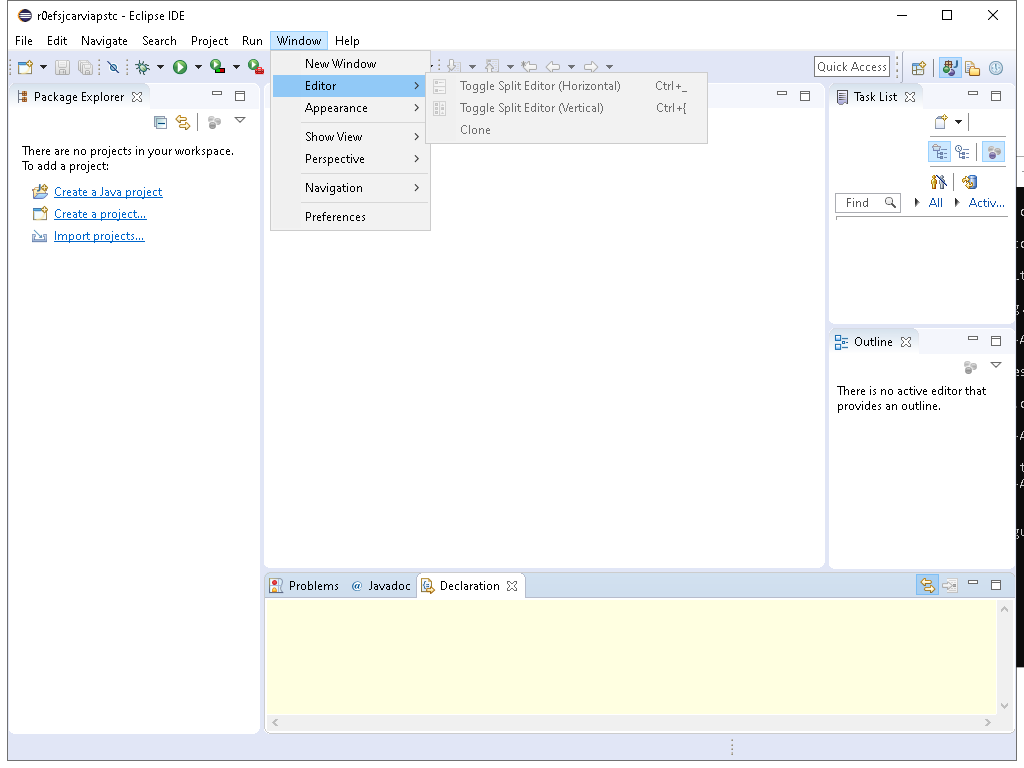 r0efsjcarviapstc - Eclipse IDE
File Edit Navigate Search Project Run Window Help
Quick Access
New Window
Editor
Appearance
Show View
Perspective
Navigation
Preferences
Toggle Split Editor (Horizontal) Ctrl+_
Toggle Split Editor (Vertical) Ctrl+{
Clone
Package Explorer
There are no projects in your workspace.
To add a project:
Create a Java project
Create a project...
Import projects...
Task List
Find All Activ...
Outline
There is no active editor that
provides an outline.
Problems @ Javadoc Declaration